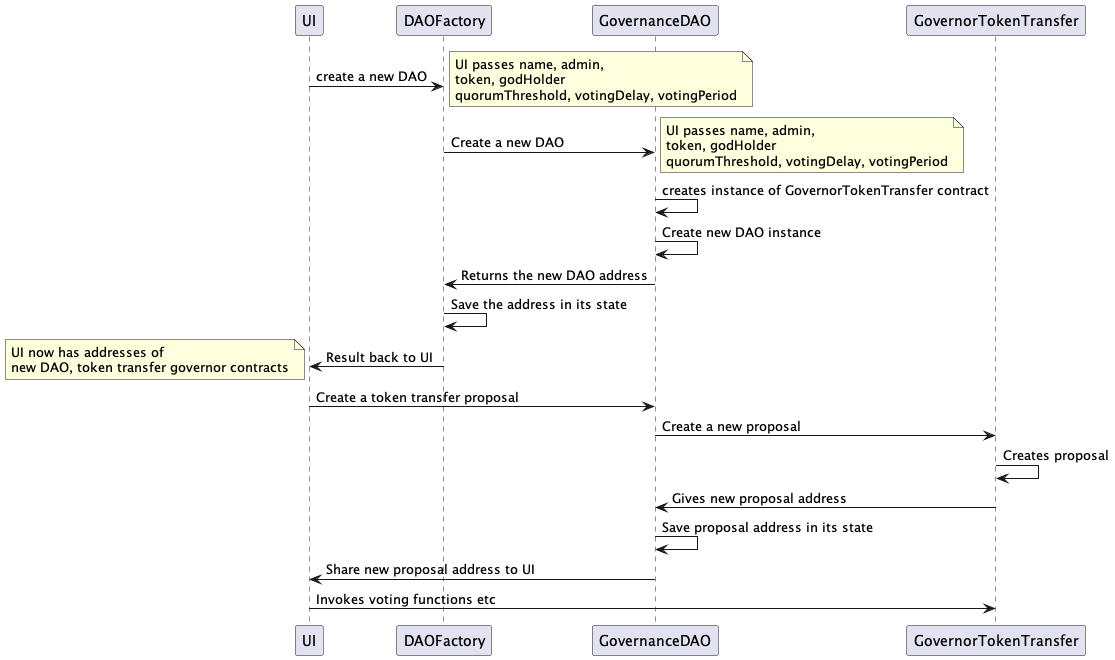 UI
DAOFactory
GovernanceDAO
GovernorTokenTransfer
create a new DAO
UI passes name, admin,
token, godHolder
quorumThreshold, votingDelay, votingPeriod
Create a new DAO
UI passes name, admin,
token, godHolder
quorumThreshold, votingDelay, votingPeriod
creates instance of GovernorTokenTransfer contract
Create new DAO instance
Returns the new DAO address
Save the address in its state
UI now has addresses of
new DAO, token transfer governor contracts
Result back to UI
Create a token transfer proposal
Create a new proposal
Creates proposal
Gives new proposal address
Save proposal address in its state
Share new proposal address to UI
Invokes voting functions etc
UI
DAOFactory
GovernanceDAO
GovernorTokenTransfer